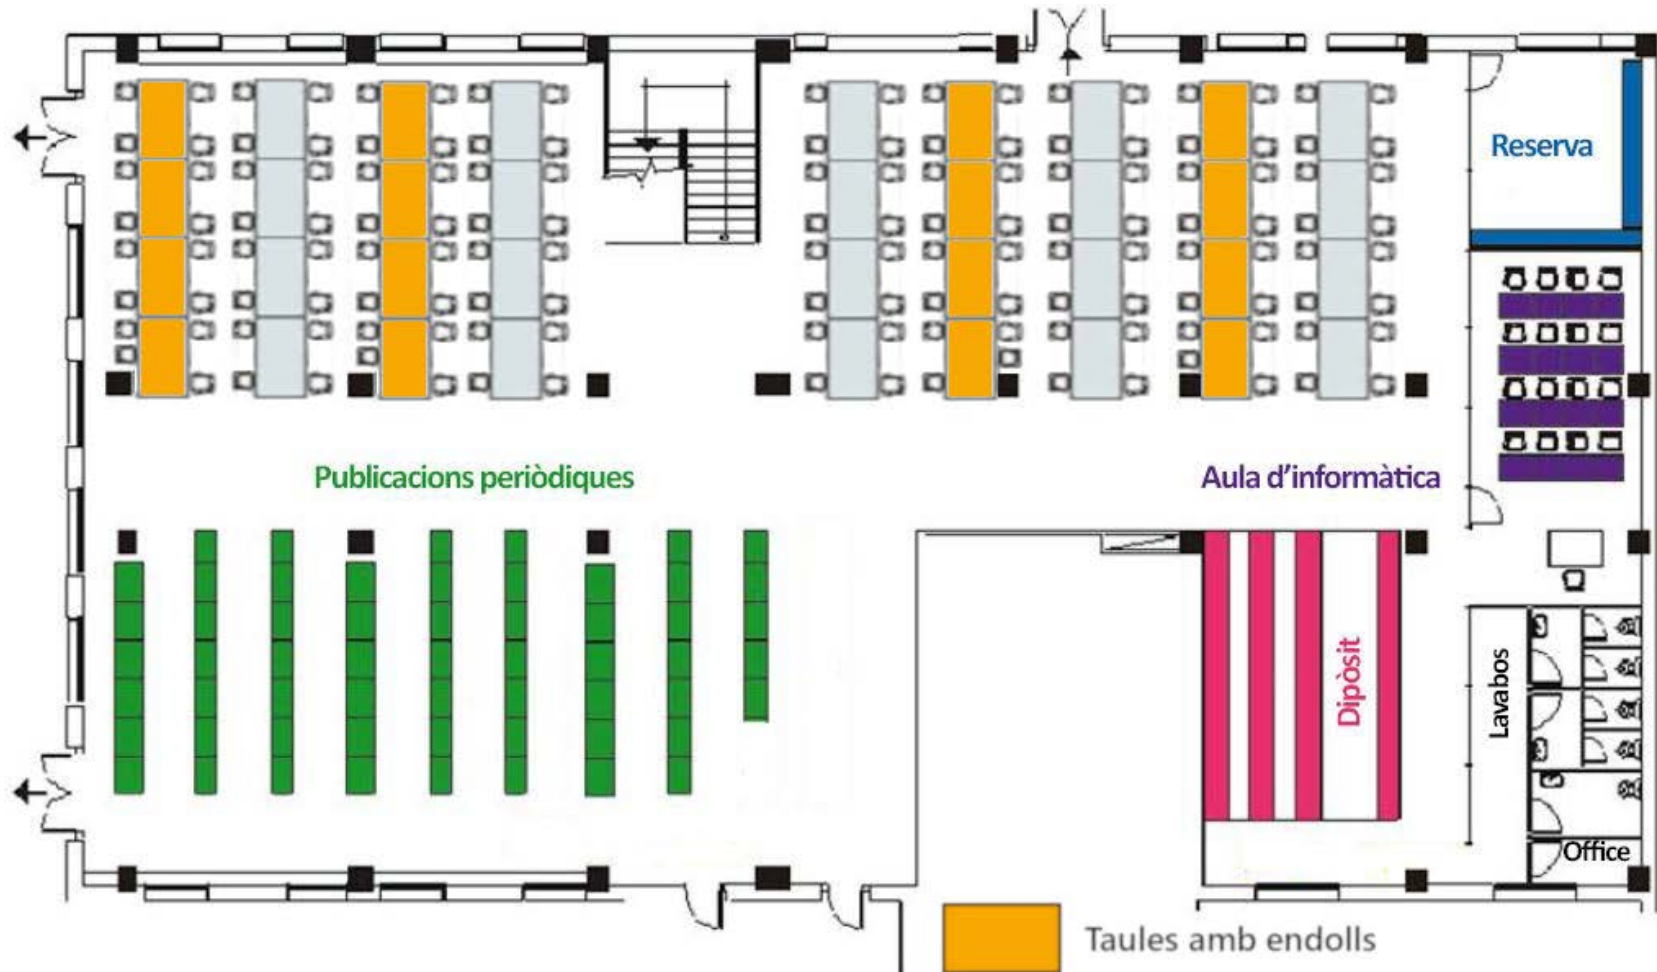 Reserva
Publicacions periòdiques
Aula d'informàtica
Dipòsit
Lavabos
Office
Taules amb endolls